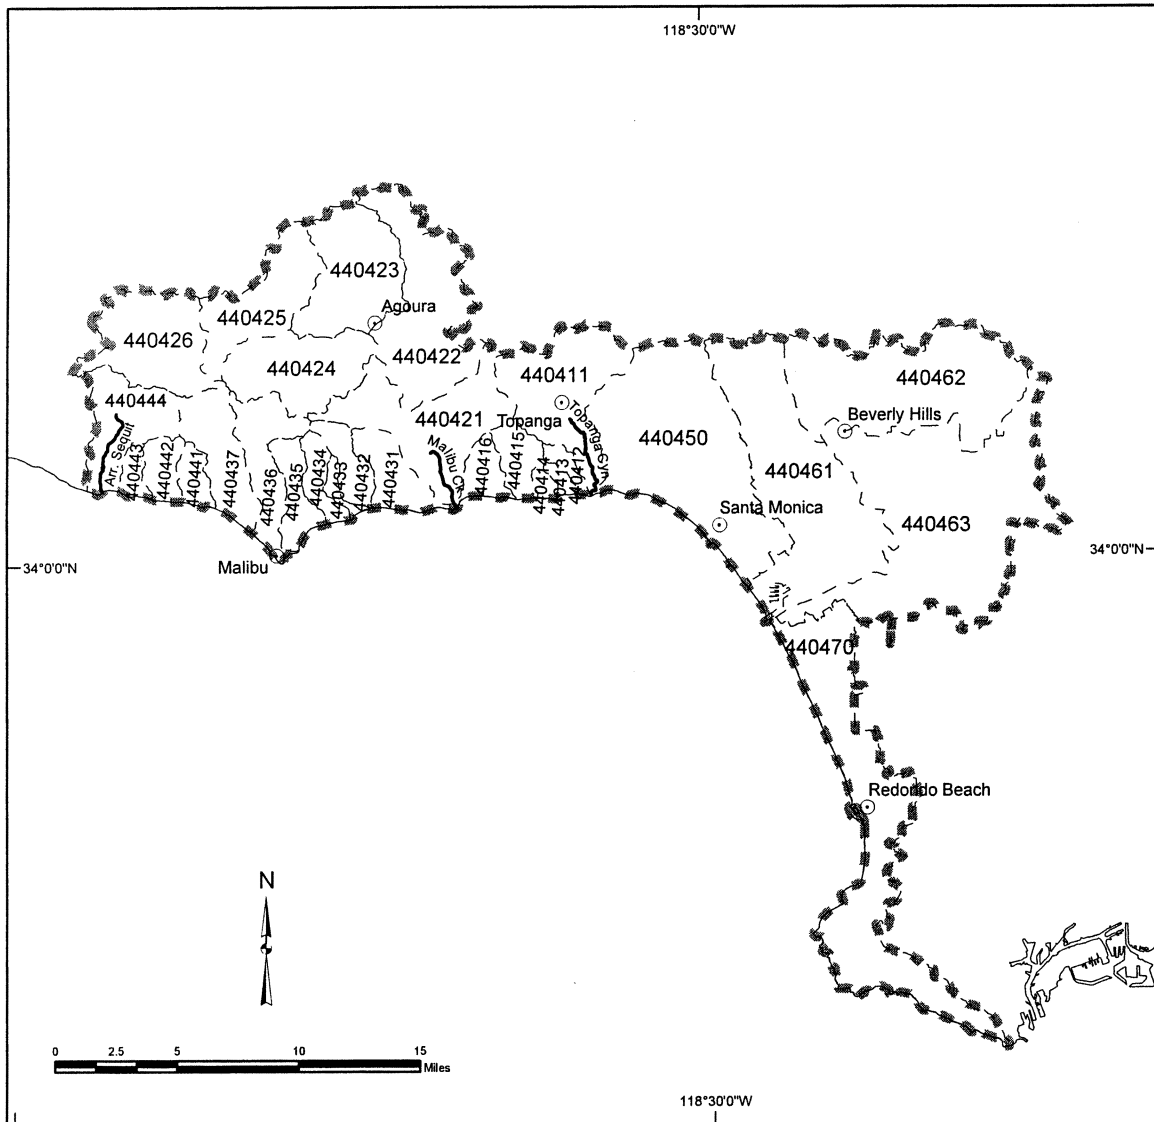 118°30'0"W
440423
Agoura
440425
440426
440422
440424
440411
440462
440444
Beverly Hills
440421
Topanga
Topanga Cyn
440450
Arr. Sequit
Malibu Ck
440461
440443
440442
440441
440437
440436
440435
440434
440433
440432
440431
440416
440415
440414
440413
440412
Santa Monica
440463
34°0'0"N
Malibu
34°0'0"N
440470
Redondo Beach
N
0 2.5 5 10 15
Miles
118°30'0"W